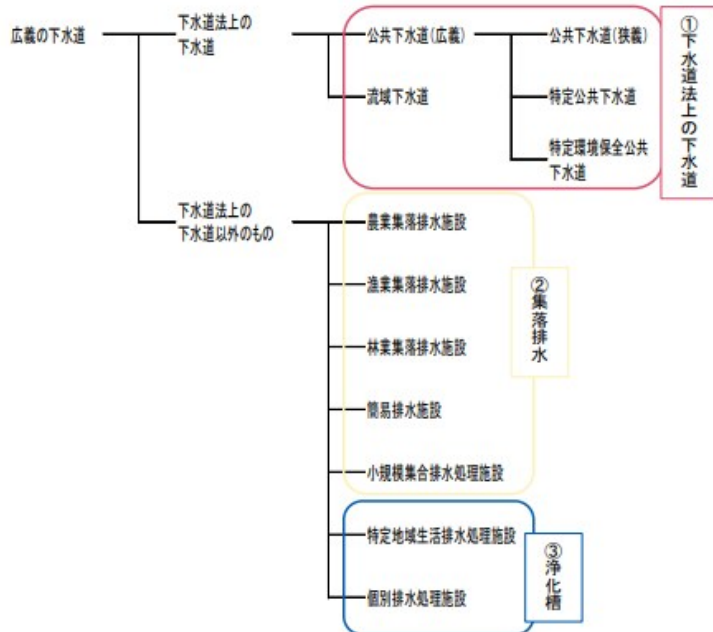 広義の下水道
下水道法上の
下水道
公共下水道(広義)
公共下水道(狭義)
流域下水道
特定公共下水道
特定環境保全公共
下水道
①下水道法上の下水道
下水道法上の
下水道以外のもの
農業集落排水施設
漁業集落排水施設
林業集落排水施設
簡易排水施設
小規模集合排水処理施設
②集落排水
特定地域生活排水処理施設
個別排水処理施設
③浄化槽